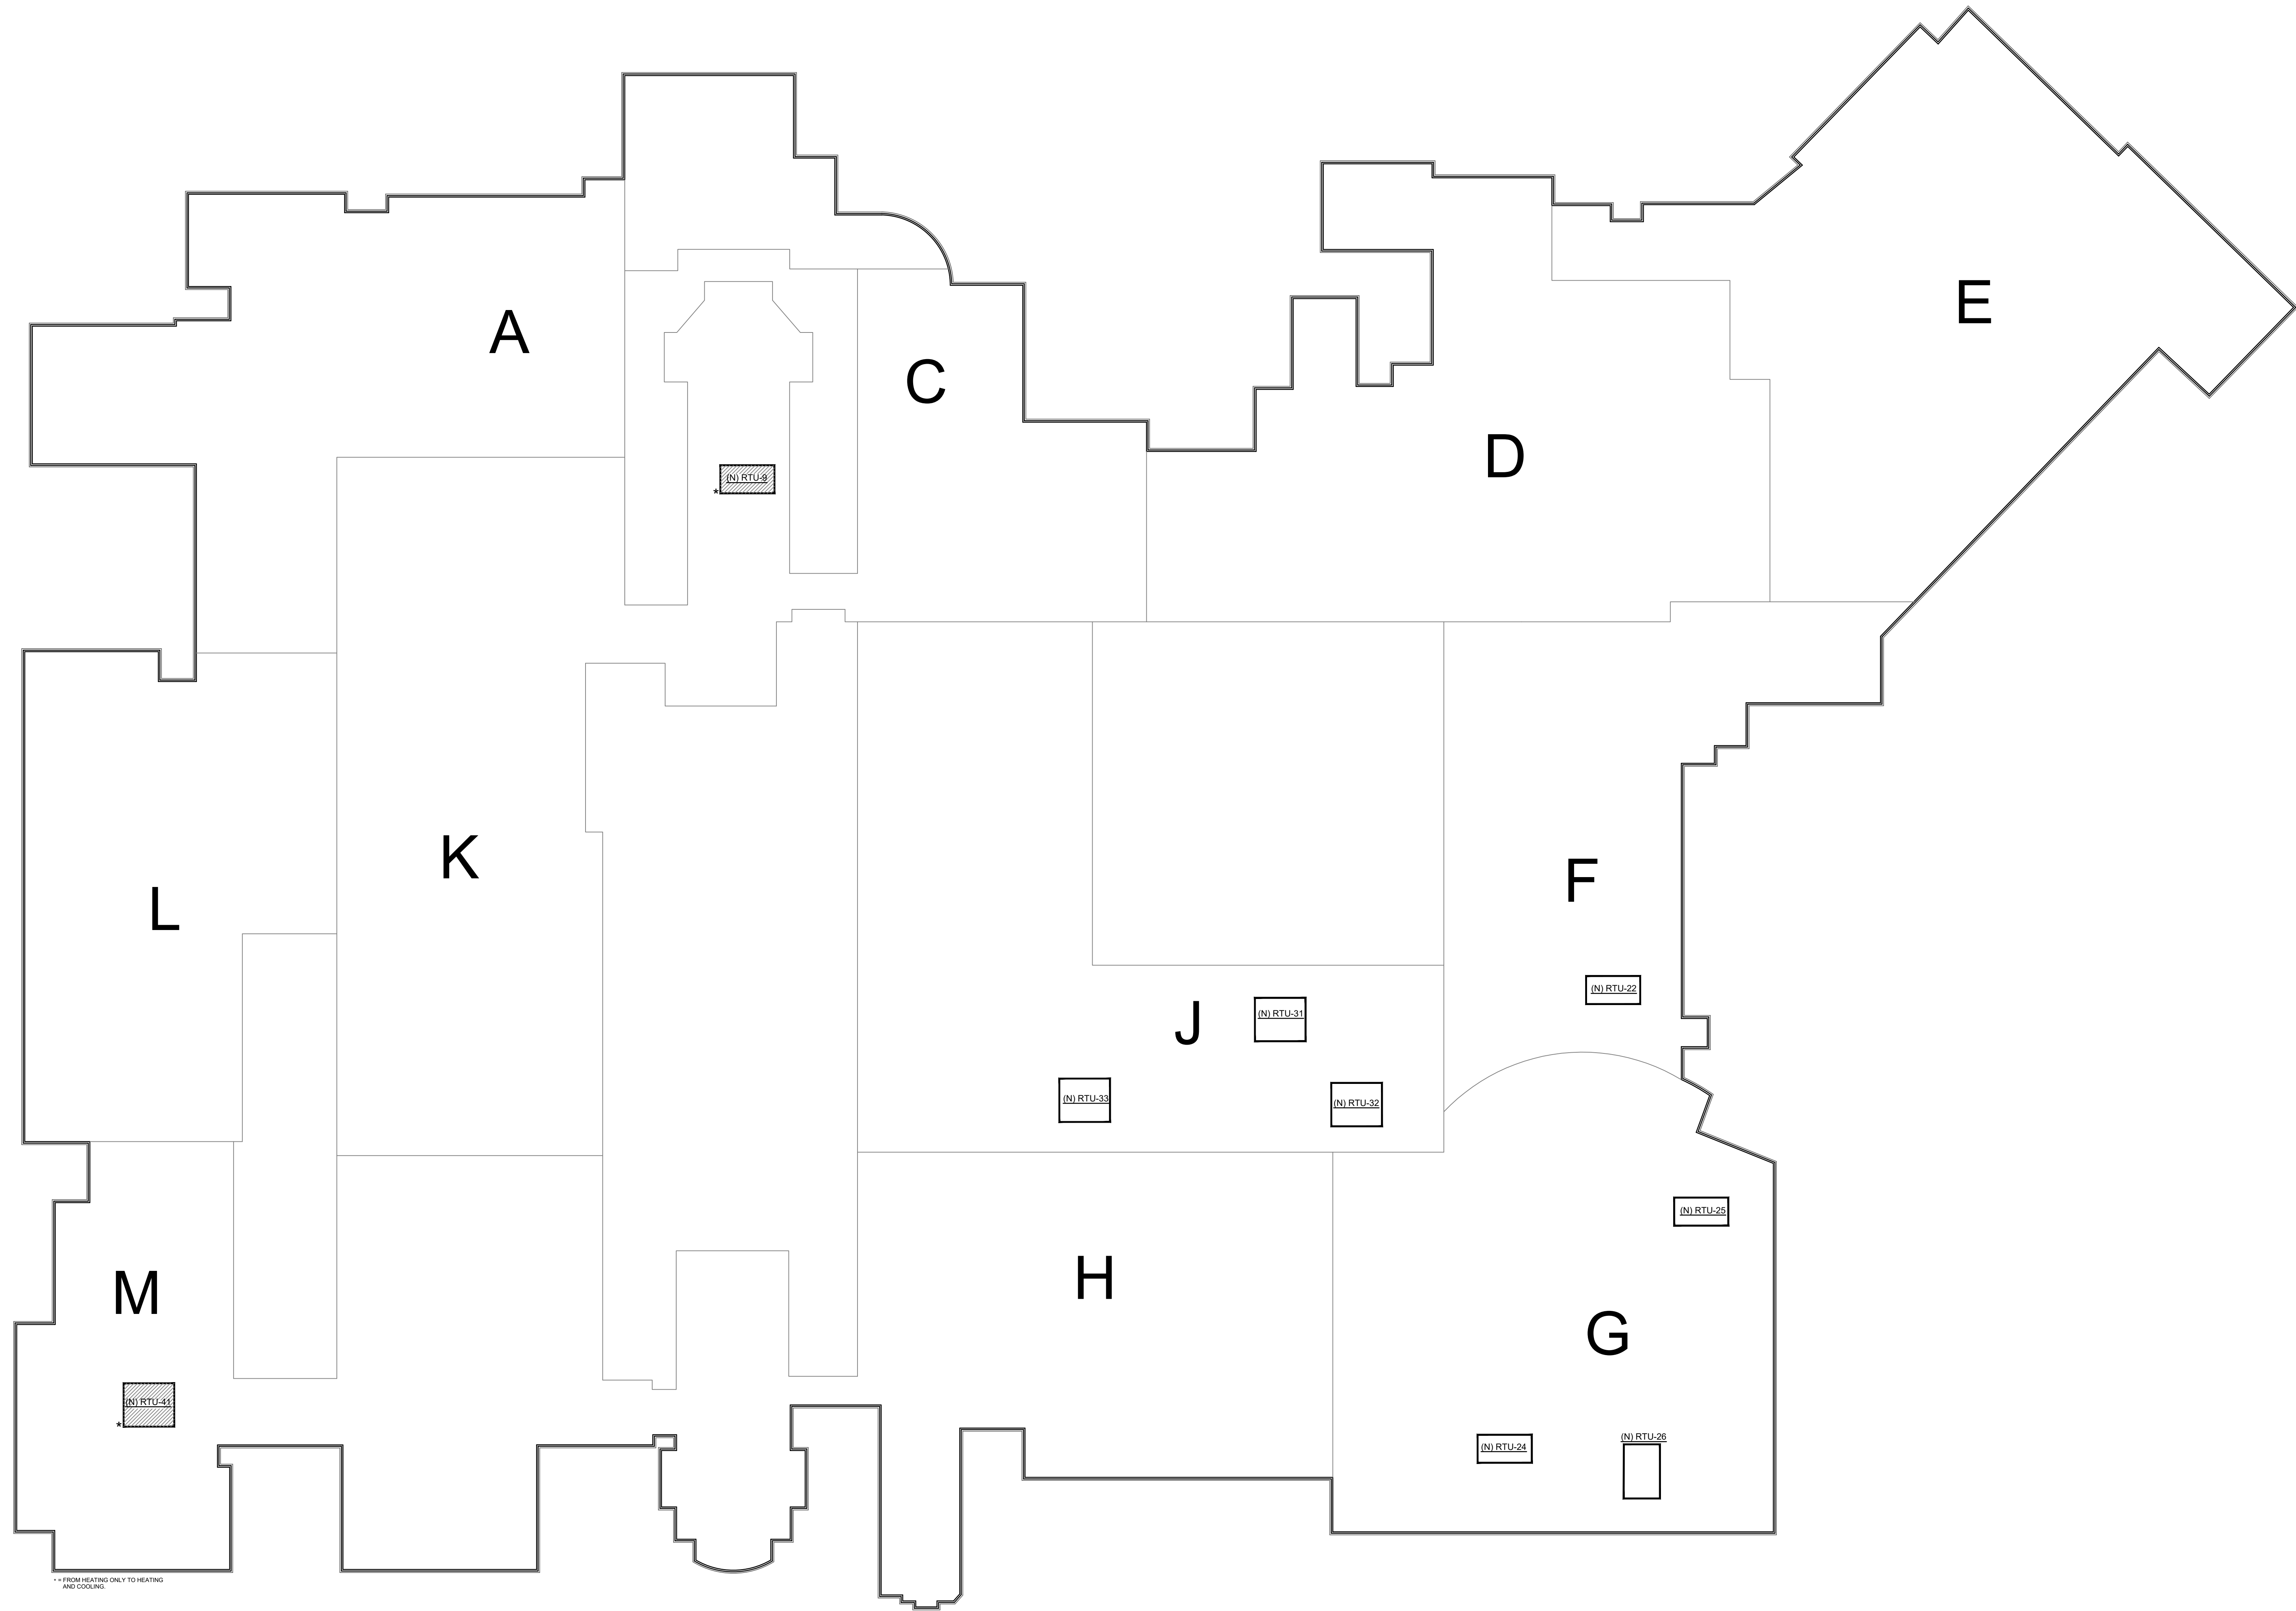 E
A
C
D
(N) RTU-9
*
K
F
L
(N) RTU-22
(N) RTU-31
J
(N) RTU-33
(N) RTU-32
(N) RTU-25
H
M
G
(N) RTU-41
*
(N) RTU-26
(N) RTU-24
* = FROM HEATING ONLY TO HEATING
AND COOLING.